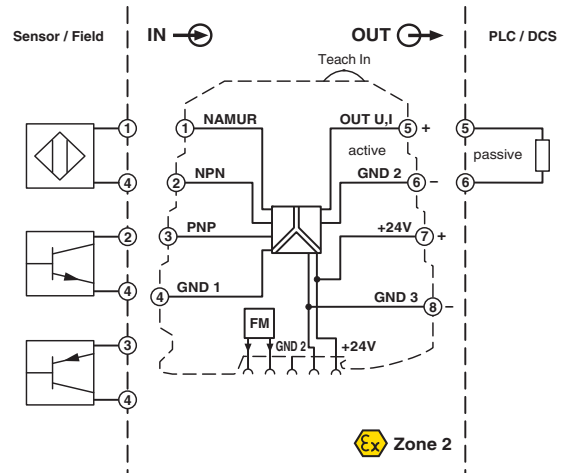 Sensor / Field
IN
OUT
PLC / DCS
Teach In
1
4
2
4
3
4
1
NAMUR
2
NPN
3
PNP
4
GND 1
OUT U,I
5
+
active
GND 2
6
–
+24V
7
+
GND 3
8
–
FM
GND 2
+24V
5
passive
6
Ex
Zone 2